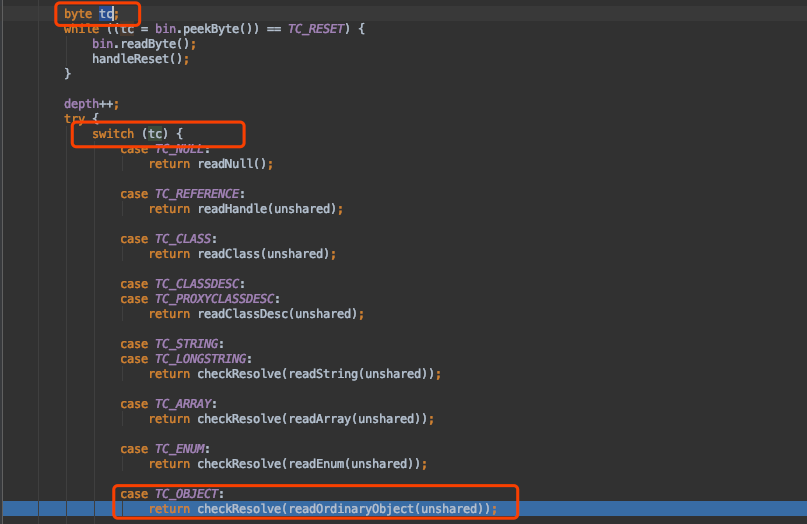 byte tc;
while ((tc = bin.peekByte()) == TC_RESET) {
bin.readByte();
handleReset();
}
depth++;
try {
switch (tc) {
case TC_NULL:
return readNull();
case TC_REFERENCE:
return readHandle(unshared);
case TC_CLASS:
return readClass(unshared);
case TC_CLASSDESC:
case TC_PROXYCLASSDESC:
return readClassDesc(unshared);
case TC_STRING:
case TC_LONGSTRING:
return checkResolve(readString(unshared));
case TC_ARRAY:
return checkResolve(readArray(unshared));
case TC_ENUM:
return checkResolve(readEnum(unshared));
case TC_OBJECT:
return checkResolve(readOrdinaryObject(unshared));